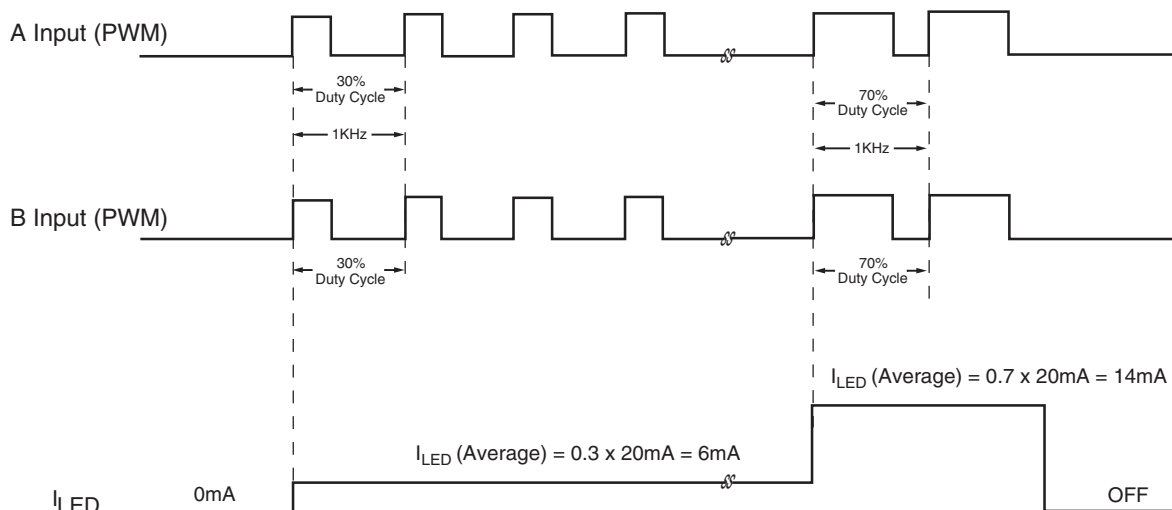 A Input (PWM)
30%
Duty Cycle
70%
Duty Cycle
1KHz
1KHz
B Input (PWM)
30%
Duty Cycle
70%
Duty Cycle
I_LED (Average) = 0.7 x 20mA = 14mA
I_LED (Average) = 0.3 x 20mA = 6mA
I_LED
0mA
OFF